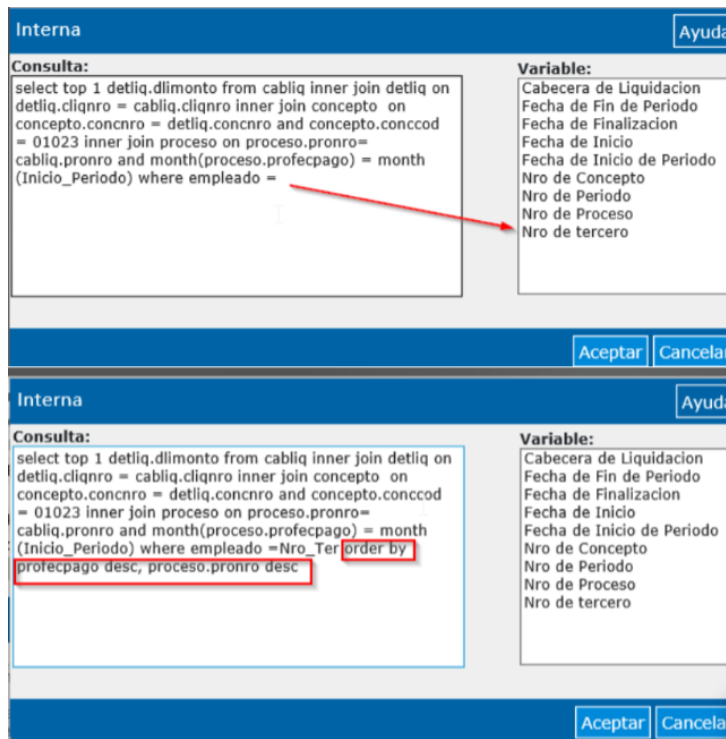 Interna
Ayuda
Consulta:
select top 1 detliq.dlimonto from cabliq inner join detliq on
detliq.cliqnro = cabliq.cliqnro inner join concepto on
concepto.concnro = detliq.concnro and concepto.conccod
= 01023 inner join proceso on proceso.pronro=
cabliq.pronro and month(proceso.profecpago) = month
(Inicio_Periodo) where empleado =
Variable:
Cabecera de Liquidacion
Fecha de Fin de Periodo
Fecha de Finalizacion
Fecha de Inicio
Fecha de Inicio de Periodo
Nro de Concepto
Nro de Periodo
Nro de Proceso
Nro de tercero
Aceptar
Cancelar
Interna
Ayuda
Consulta:
select top 1 detliq.dlimonto from cabliq inner join detliq on
detliq.cliqnro = cabliq.cliqnro inner join concepto on
concepto.concnro = detliq.concnro and concepto.conccod
= 01023 inner join proceso on proceso.pronro=
cabliq.pronro and month(proceso.profecpago) = month
(Inicio_Periodo) where empleado =Nro_Ter order by
profecpago desc, proceso.pronro desc
Variable:
Cabecera de Liquidacion
Fecha de Fin de Periodo
Fecha de Finalizacion
Fecha de Inicio
Fecha de Inicio de Periodo
Nro de Concepto
Nro de Periodo
Nro de Proceso
Nro de tercero
Aceptar
Cancela